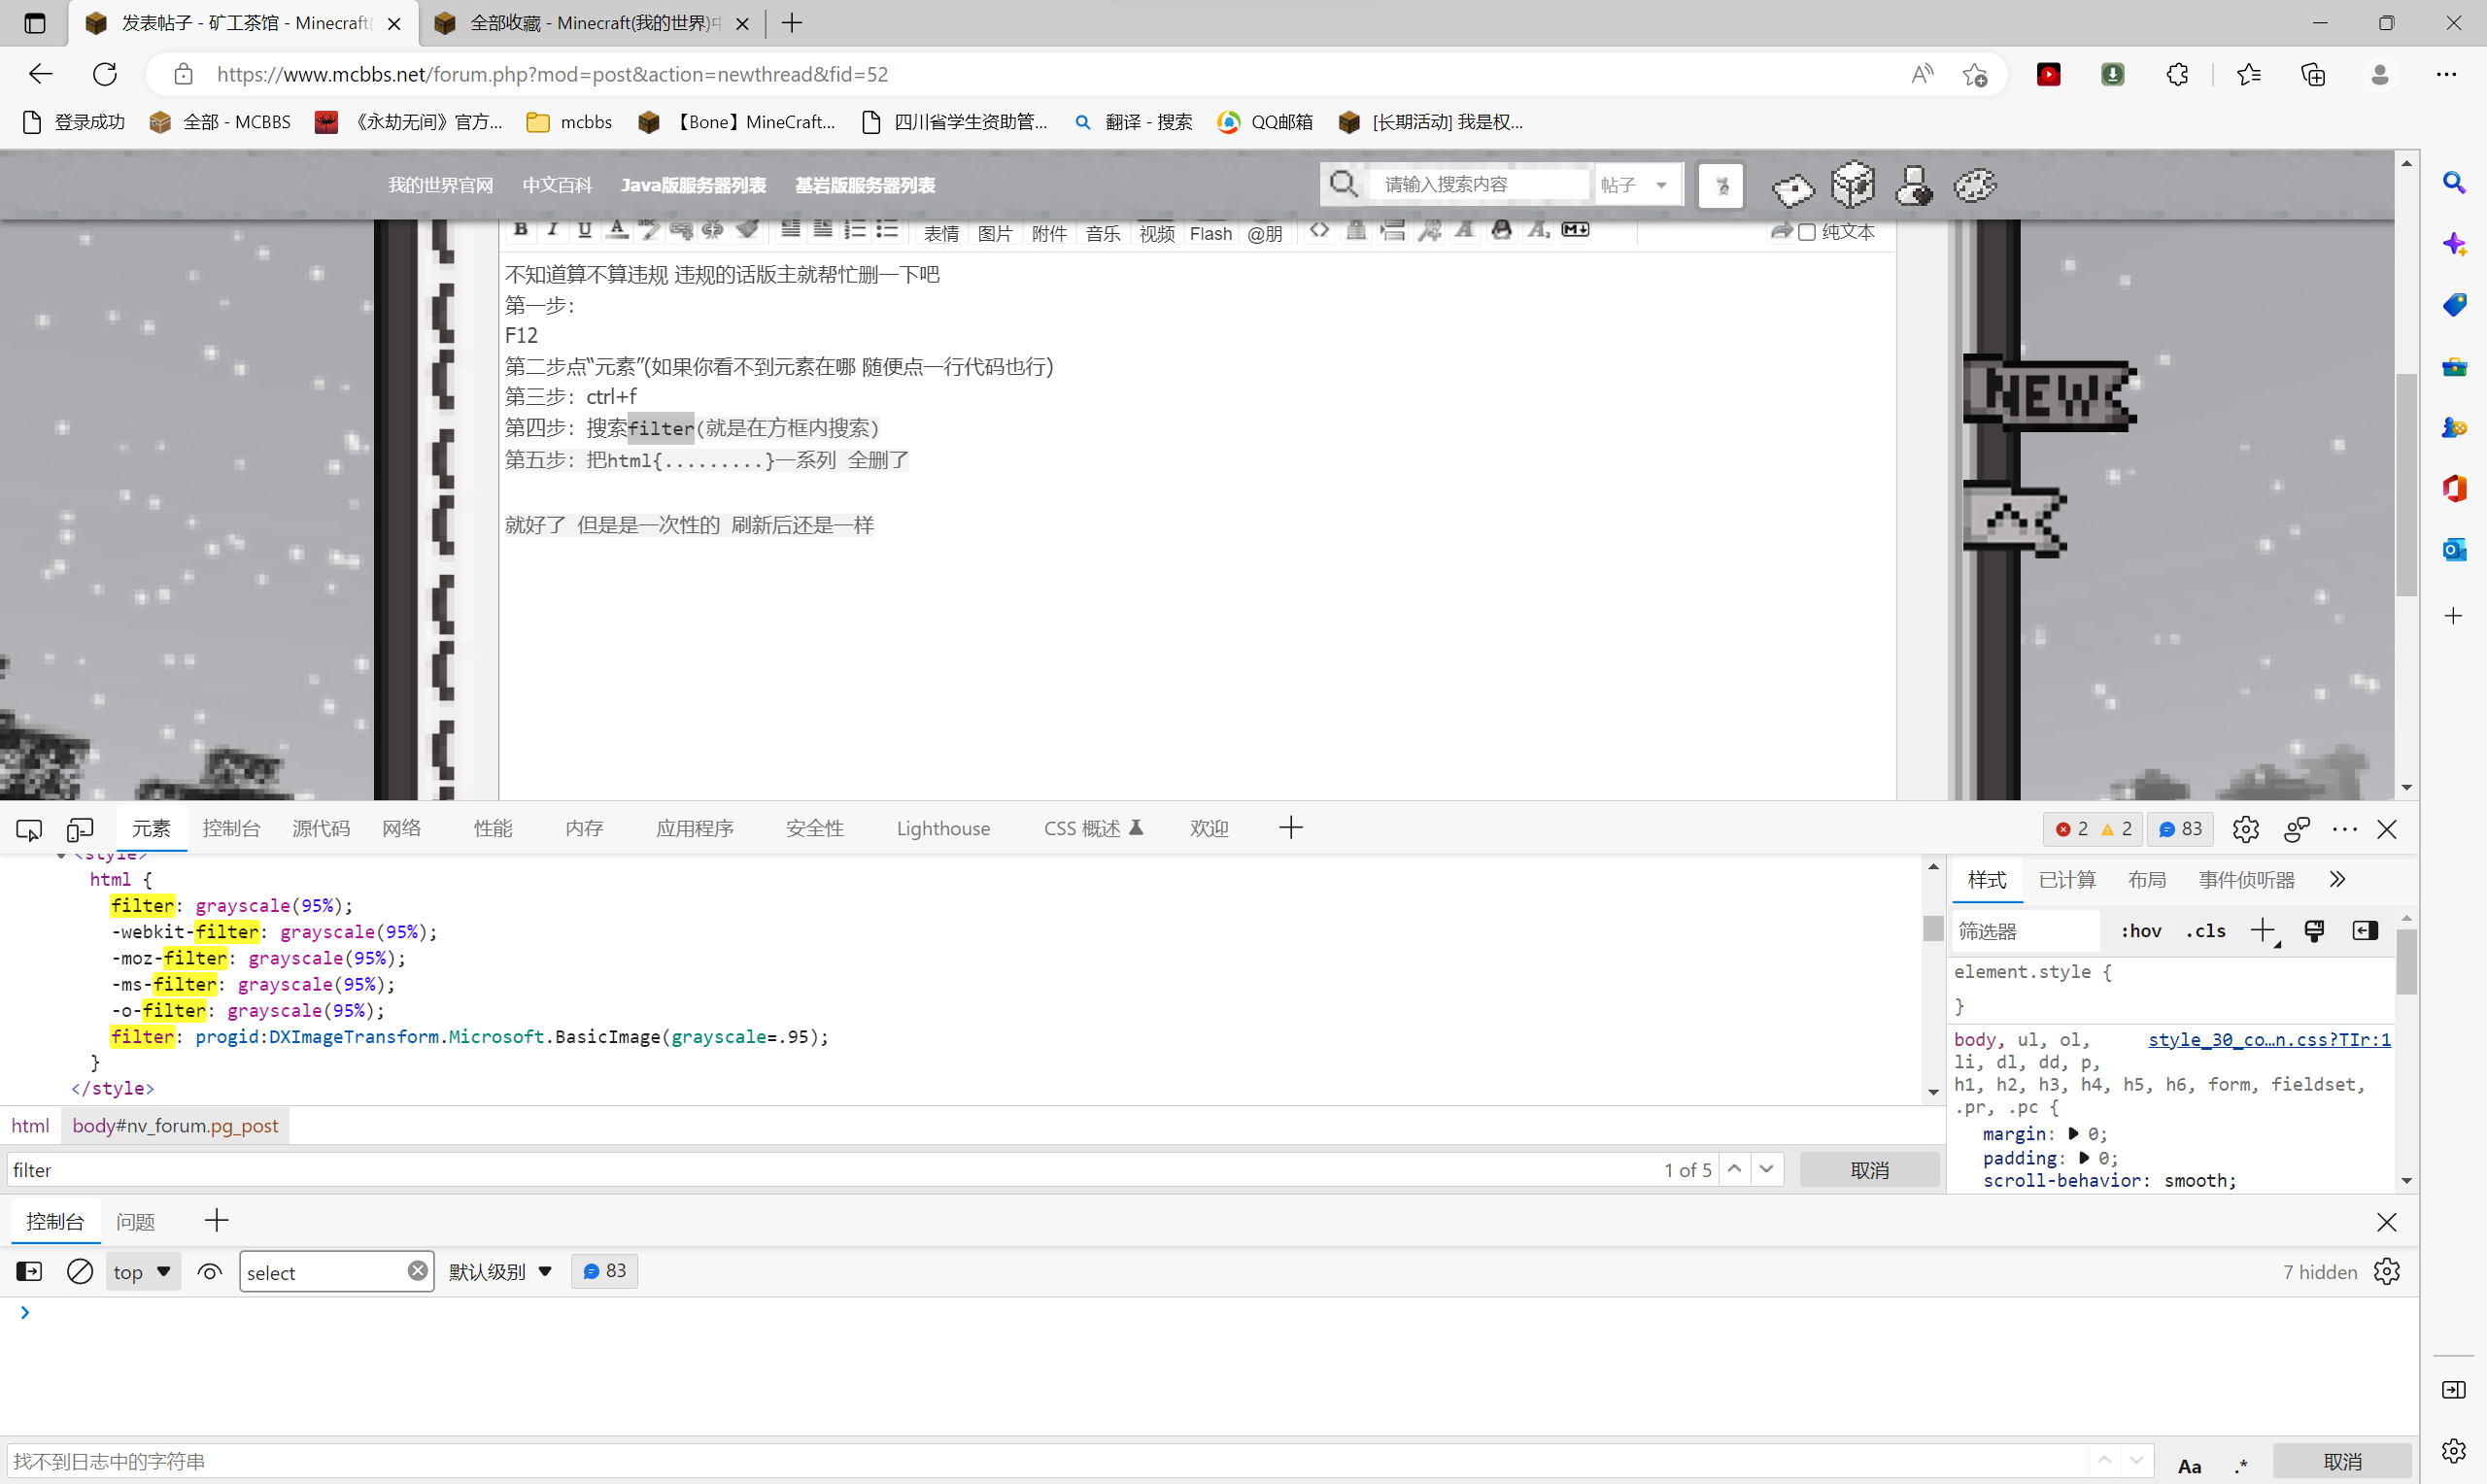 发表帖子 - 矿工茶馆 - Minecraft(
全部收藏 - Minecraft(我的世界)中
https://www.mcbbs.net/forum.php?mod=post&action=newthread&fid=52
登录成功 全部 - MCBBS 《永劫无间》官方... mcbbs 【Bone】MineCraft... 四川省学生资助管... 翻译 - 搜索 QQ邮箱 [长期活动] 我是权...
我的世界官网 中文百科 Java版服务器列表 基岩版服务器列表 请输入搜索内容 帖子
B I U A 表情 图片 附件 音乐 视频 Flash @朋 纯文本
不知道算不算违规 违规的话版主就帮忙删一下吧
第一步：
F12
第二步点“元素”(如果你看不到元素在哪 随便点一行代码也行)
第三步：ctrl+f
第四步：搜索filter(就是在方框内搜索)
第五步：把html{.........}一系列 全删了
就好了 但是是一次性的 刷新后还是一样
NEW
元素 控制台 源代码 网络 性能 内存 应用程序 安全性 Lighthouse CSS 概述 欢迎 2 2 83
<style>
html {
filter: grayscale(95%);
-webkit-filter: grayscale(95%);
-moz-filter: grayscale(95%);
-ms-filter: grayscale(95%);
-o-filter: grayscale(95%);
filter: progid:DXImageTransform.Microsoft.BasicImage(grayscale=.95);
}
</style>
html body#nv_forum.pg_post
filter 1 of 5 取消
样式 已计算 布局 事件侦听器
筛选器 :hov .cls
element.style {
}
body, ul, ol, style_30_co…n.css?TIr:1
li, dl, dd, p,
h1, h2, h3, h4, h5, h6, form, fieldset,
.pr, .pc {
margin: 0;
padding: 0;
scroll-behavior: smooth;
控制台 问题
top select 默认级别 83 7 hidden
找不到日志中的字符串 Aa .* 取消